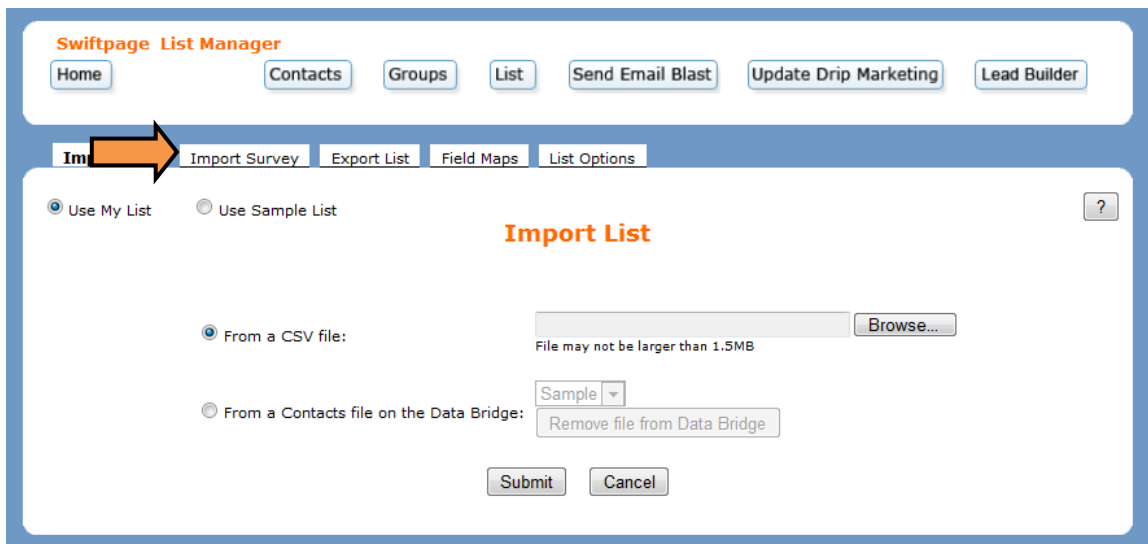 Swiftpage List Manager
Home Contacts Groups List Send Email Blast Update Drip Marketing Lead Builder
Import Survey Export List Field Maps List Options
Use My List Use Sample List ?
Import List
From a CSV file: Browse...
File may not be larger than 1.5MB
From a Contacts file on the Data Bridge: Sample
Remove file from Data Bridge
Submit Cancel